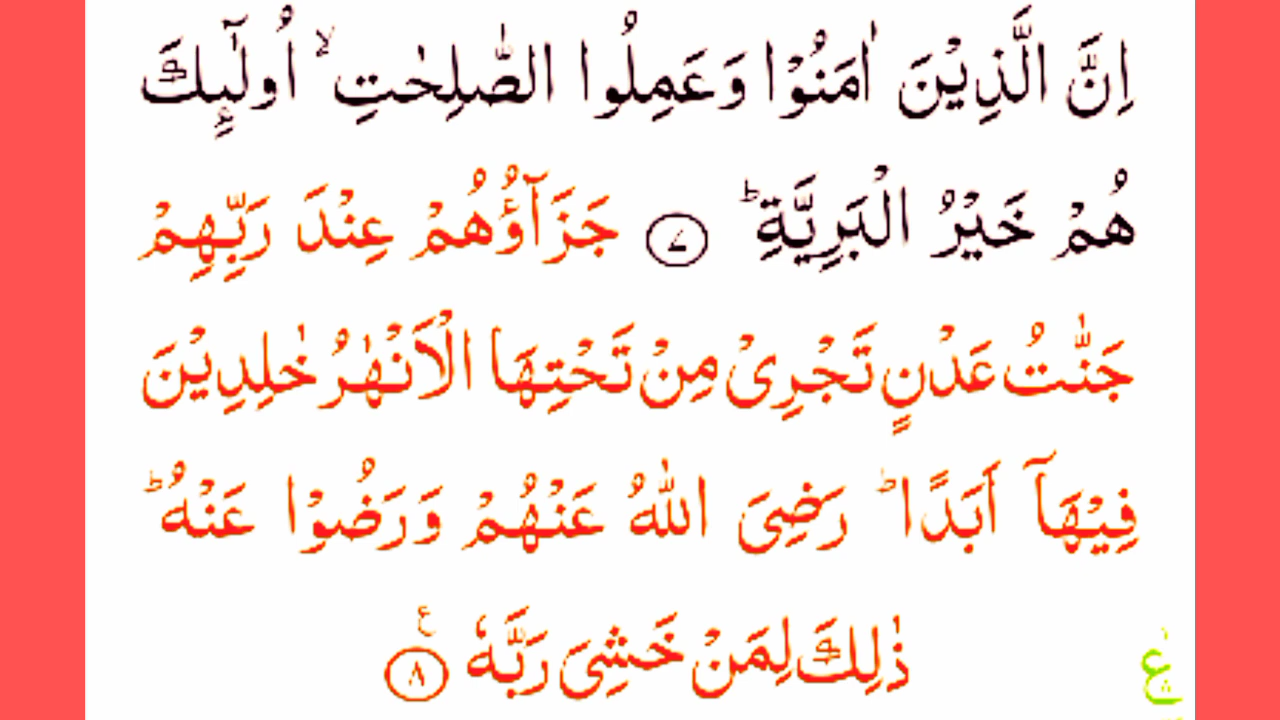 اِنَّ الَّذِيْنَ اٰمَنُوْا وَعَمِلُوا الصّٰلِحٰتِ ۙ اُولٰٓئِكَ
هُمْ خَيْرُ الْبَرِيَّةِ ؕ ۷ جَزَآؤُهُمْ عِنْدَ رَبِّهِمْ
جَنّٰتُ عَدْنٍ تَجْرِىْ مِنْ تَحْتِهَا الْاَنْهٰرُ خٰلِدِيْنَ
فِيْهَاۤ اَبَدًا ؕ رَضِىَ اللّٰهُ عَنْهُمْ وَرَضُوْا عَنْهُ ؕ
ذٰلِكَ لِمَنْ خَشِىَ رَبَّهٗ ۸ ع
ع